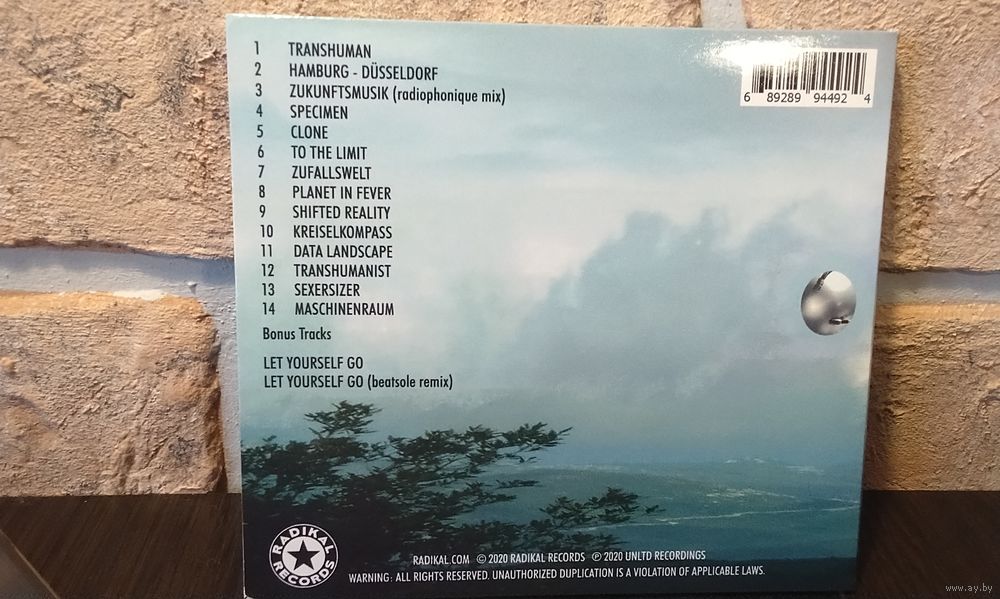 1 TRANSHUMAN
2 HAMBURG - DÜSSELDORF
3 ZUKUNFTSMUSIK (radiophonique mix)
4 SPECIMEN
5 CLONE
6 TO THE LIMIT
7 ZUFALLSWELT
8 PLANET IN FEVER
9 SHIFTED REALITY
10 KREISELKOMPASS
11 DATA LANDSCAPE
12 TRANSHUMANIST
13 SEXERSIZER
14 MASCHINENRAUM
Bonus Tracks
LET YOURSELF GO
LET YOURSELF GO (beatsole remix)
6 89289 94492 4
RADIKAL RECORDS
RADIKAL.COM © 2020 RADIKAL RECORDS ℗ 2020 UNLTD RECORDINGS
WARNING: ALL RIGHTS RESERVED. UNAUTHORIZED DUPLICATION IS A VIOLATION OF APPLICABLE LAWS.
www.ay.by